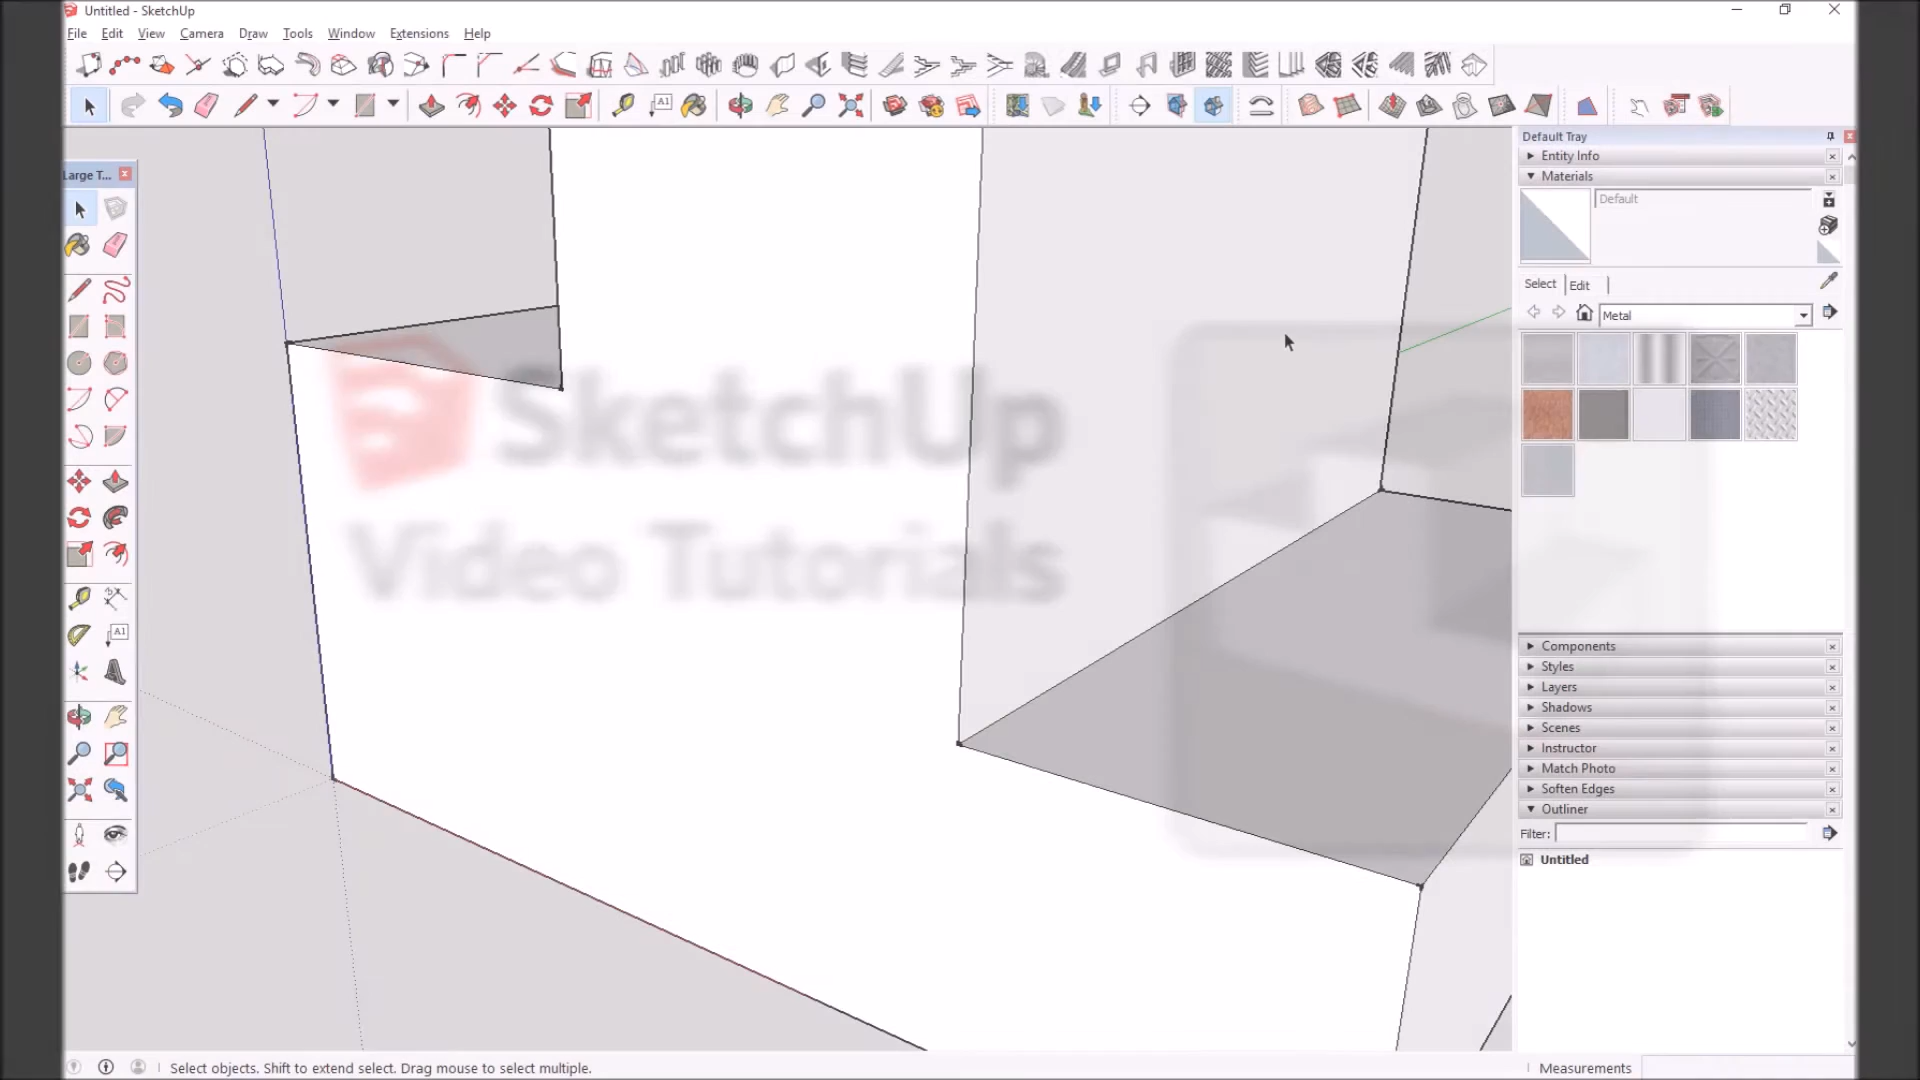 Untitled - SketchUp
File Edit View Camera Draw Tools Window Extensions Help
A1
Default Tray
Large T...
Entity Info
Materials
Default
Select Edit
Metal
SketchUp
Video Tutorials
A1
Components
Styles
Layers
Shadows
Scenes
Instructor
Match Photo
Soften Edges
Outliner
Filter:
Untitled
Select objects. Shift to extend select. Drag mouse to select multiple.
Measurements